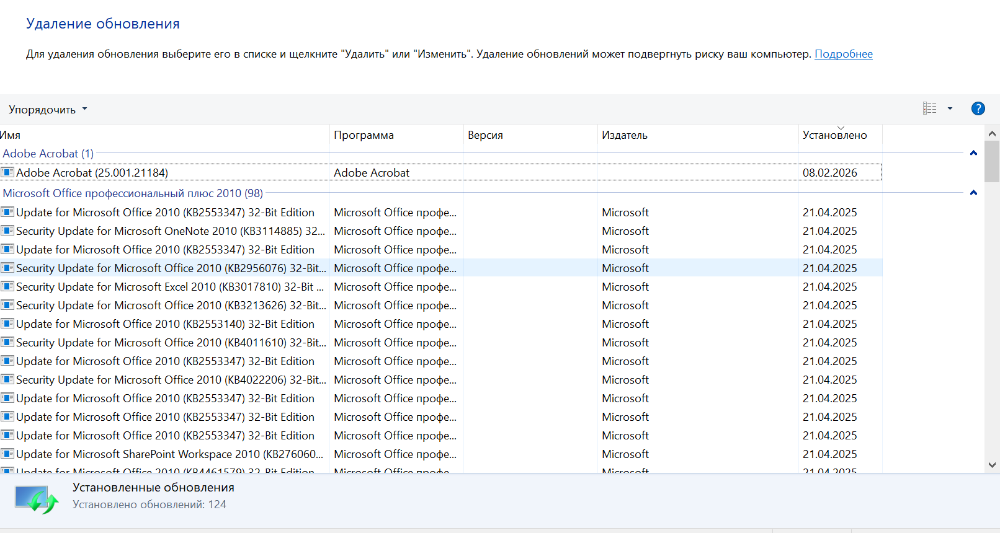 Удаление обновления
Для удаления обновления выберите его в списке и щелкните "Удалить" или "Изменить". Удаление обновлений может подвергнуть риску ваш компьютер. Подробнее
Упорядочить ?
Имя Программа Версия Издатель Установлено
Adobe Acrobat (1)
Adobe Acrobat (25.001.21184) Adobe Acrobat 08.02.2026
Microsoft Office профессиональный плюс 2010 (98)
Update for Microsoft Office 2010 (KB2553347) 32-Bit Edition Microsoft Office профе... Microsoft 21.04.2025
Security Update for Microsoft OneNote 2010 (KB3114885) 32... Microsoft Office профе... Microsoft 21.04.2025
Update for Microsoft Office 2010 (KB2553347) 32-Bit Edition Microsoft Office профе... Microsoft 21.04.2025
Security Update for Microsoft Office 2010 (KB2956076) 32-Bit... Microsoft Office профе... Microsoft 21.04.2025
Security Update for Microsoft Excel 2010 (KB3017810) 32-Bit ... Microsoft Office профе... Microsoft 21.04.2025
Security Update for Microsoft Office 2010 (KB3213626) 32-Bit... Microsoft Office профе... Microsoft 21.04.2025
Update for Microsoft Office 2010 (KB2553140) 32-Bit Edition Microsoft Office профе... Microsoft 21.04.2025
Security Update for Microsoft Office 2010 (KB4011610) 32-Bit... Microsoft Office профе... Microsoft 21.04.2025
Update for Microsoft Office 2010 (KB2553347) 32-Bit Edition Microsoft Office профе... Microsoft 21.04.2025
Security Update for Microsoft Office 2010 (KB4022206) 32-Bit... Microsoft Office профе... Microsoft 21.04.2025
Update for Microsoft Office 2010 (KB2553347) 32-Bit Edition Microsoft Office профе... Microsoft 21.04.2025
Update for Microsoft Office 2010 (KB2553347) 32-Bit Edition Microsoft Office профе... Microsoft 21.04.2025
Update for Microsoft Office 2010 (KB2553347) 32-Bit Edition Microsoft Office профе... Microsoft 21.04.2025
Update for Microsoft SharePoint Workspace 2010 (KB276060... Microsoft Office профе... Microsoft 21.04.2025
Update for Microsoft Office 2010 (KB4461579) 32-Bit Edition Microsoft Office профе... Microsoft 21.04.2025
Установленные обновления
Установлено обновлений: 124